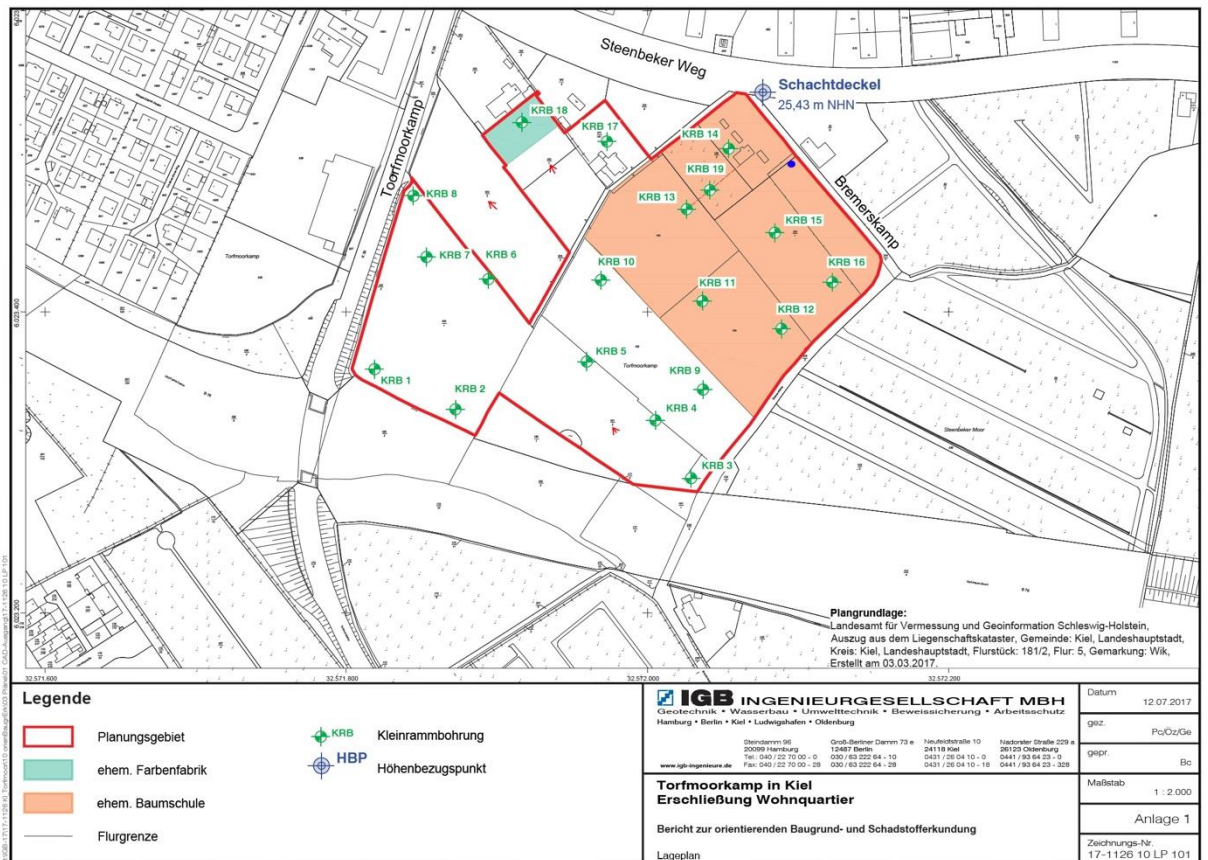 Steenbeker Weg
Schachtdeckel
25,43 m NHN
Toorfmoorkamp
Bremerskamp
KRB 18
KRB 17
KRB 14
KRB 19
KRB 8
KRB 13
KRB 15
KRB 7
KRB 6
KRB 10
KRB 16
KRB 11
KRB 12
KRB 5
KRB 9
KRB 1
KRB 2
KRB 4
KRB 3
Torfmoorkamp
Torfmoorkamp
Steenbeker Moor
6.023.400
6.023.200
32.571.600
32.571.800
32.572.000
32.572.200
Plangrundlage:
Landesamt für Vermessung und Geoinformation Schleswig-Holstein,
Auszug aus dem Liegenschaftskataster, Gemeinde: Kiel, Landeshauptstadt,
Kreis: Kiel, Landeshauptstadt, Flurstück: 181/2, Flur: 5, Gemarkung: Wik,
Erstellt am 03.03.2017.
Legende
Planungsgebiet
ehem. Farbenfabrik
ehem. Baumschule
Flurgrenze
KRB Kleinrammbohrung
HBP Höhenbezugspunkt
IGB INGENIEURGESELLSCHAFT MBH
Geotechnik • Wasserbau • Umwelttechnik • Beweissicherung • Arbeitsschutz
Hamburg • Berlin • Kiel • Ludwigshafen • Oldenburg
Steindamm 96 Groß-Berliner Damm 73 e Neufeldtstraße 10 Nadorster Straße 229 a
20099 Hamburg 12487 Berlin 24118 Kiel 26123 Oldenburg
Tel.: 040 / 22 70 00 - 0 030 / 63 222 64 - 10 0431 / 26 04 10 - 0 0441 / 93 64 23 - 0
www.igb-ingenieure.de Fax: 040 / 22 70 00 - 28 030 / 63 222 64 - 28 0431 / 26 04 10 - 18 0441 / 93 64 23 - 328
Torfmoorkamp in Kiel
Erschließung Wohnquartier
Bericht zur orientierenden Baugrund- und Schadstofferkundung
Lageplan
Datum
12.07.2017
gez.
Pc/Öz/Ge
gepr.
Bc
Maßstab
1 : 2.000
Anlage 1
Zeichnungs-Nr.
17-1126 10 LP 101